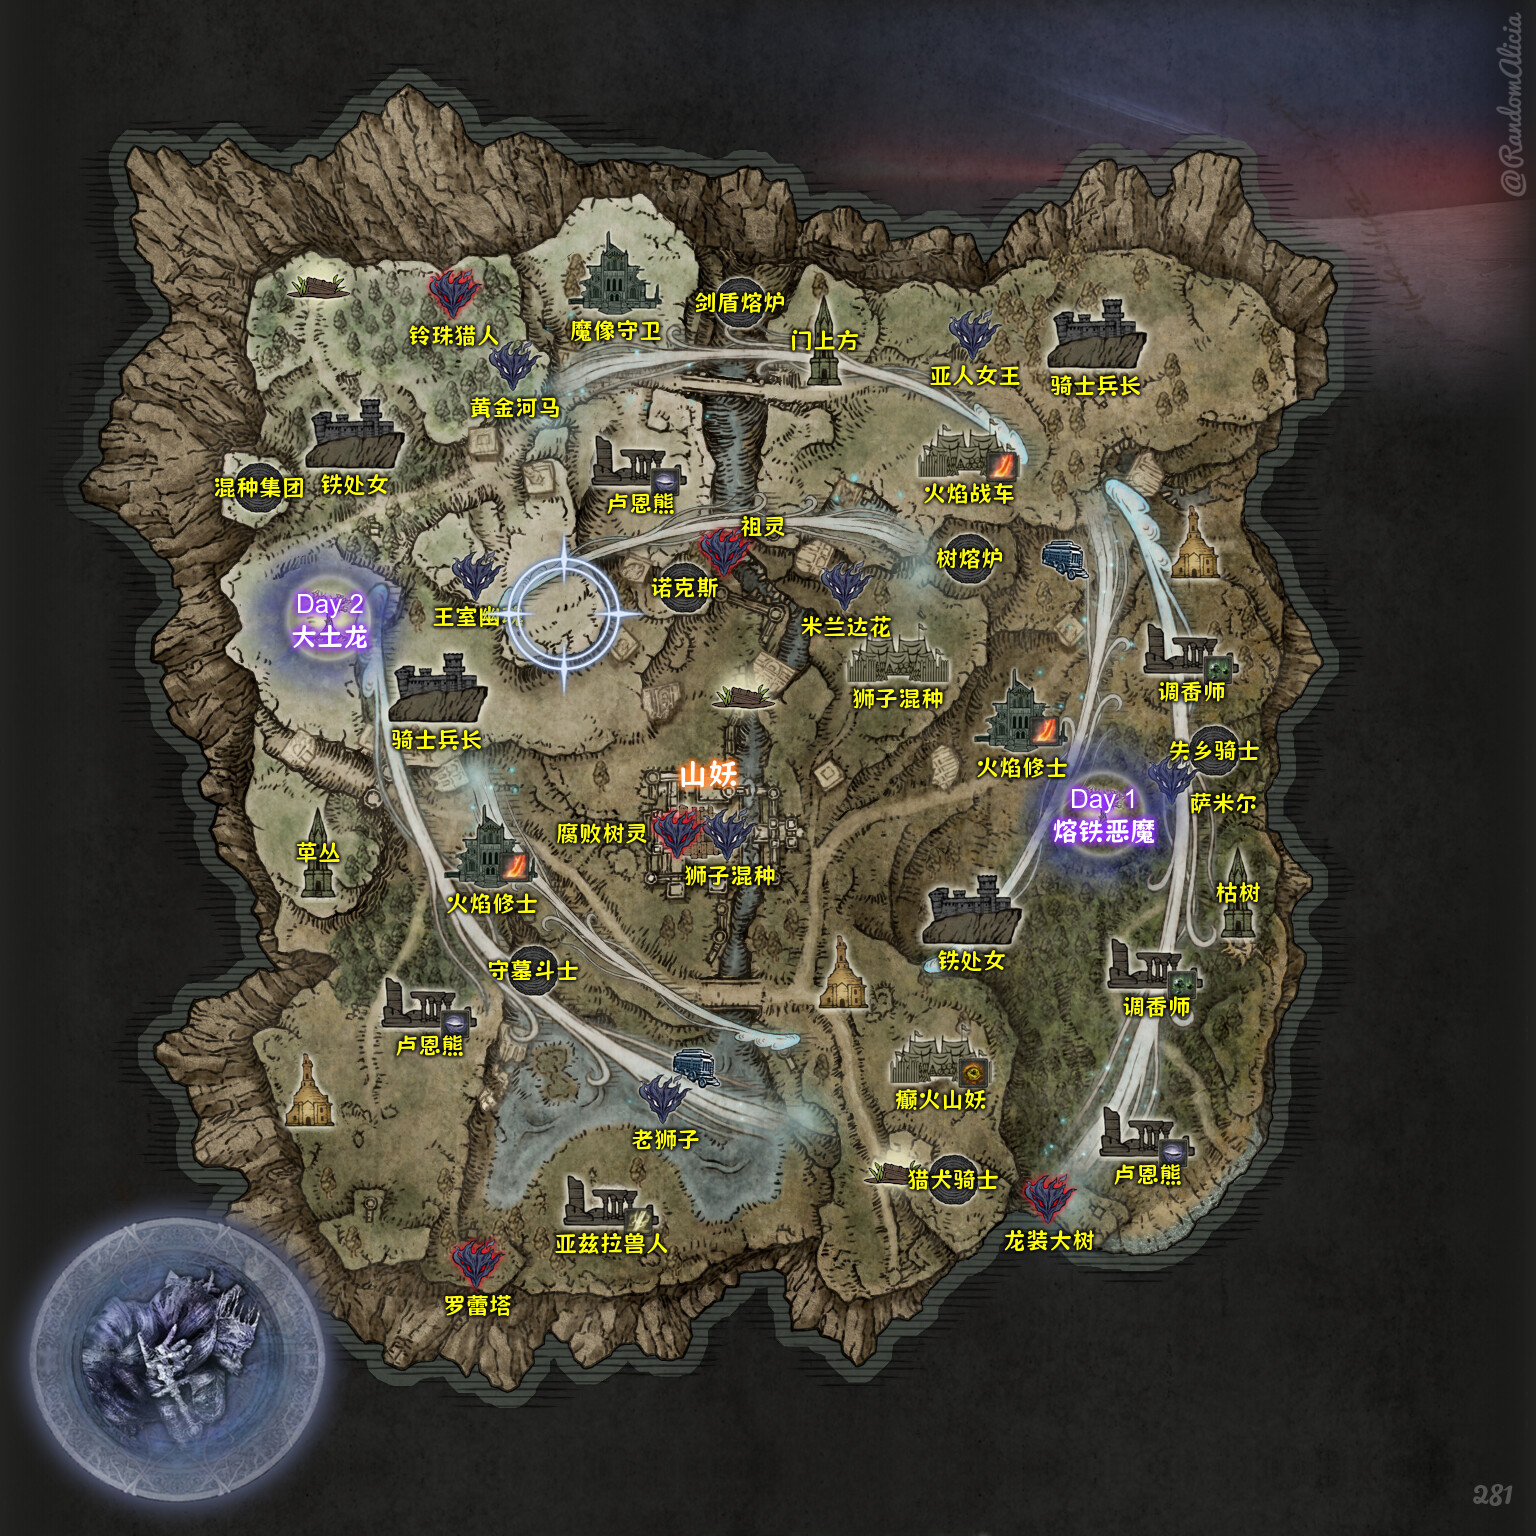 @RandomAlicia
剑盾熔炉
铃珠猎人
魔像守卫
门上方
亚人女王
骑士兵长
黄金河马
混种集团
铁处女
卢恩熊
火焰战车
祖灵
树熔炉
诺克斯
Day 2
大土龙
王室幽
米兰达花
狮子混种
调香师
骑士兵长
火焰修士
失乡骑士
山妖
Day 1
熔铁恶魔
萨米尔
腐败树灵
狮子混种
草丛
火焰修士
枯树
守墓斗士
铁处女
调香师
卢恩熊
癫火山妖
老狮子
猎犬骑士
卢恩熊
亚兹拉兽人
龙装大树
罗蕾塔
281